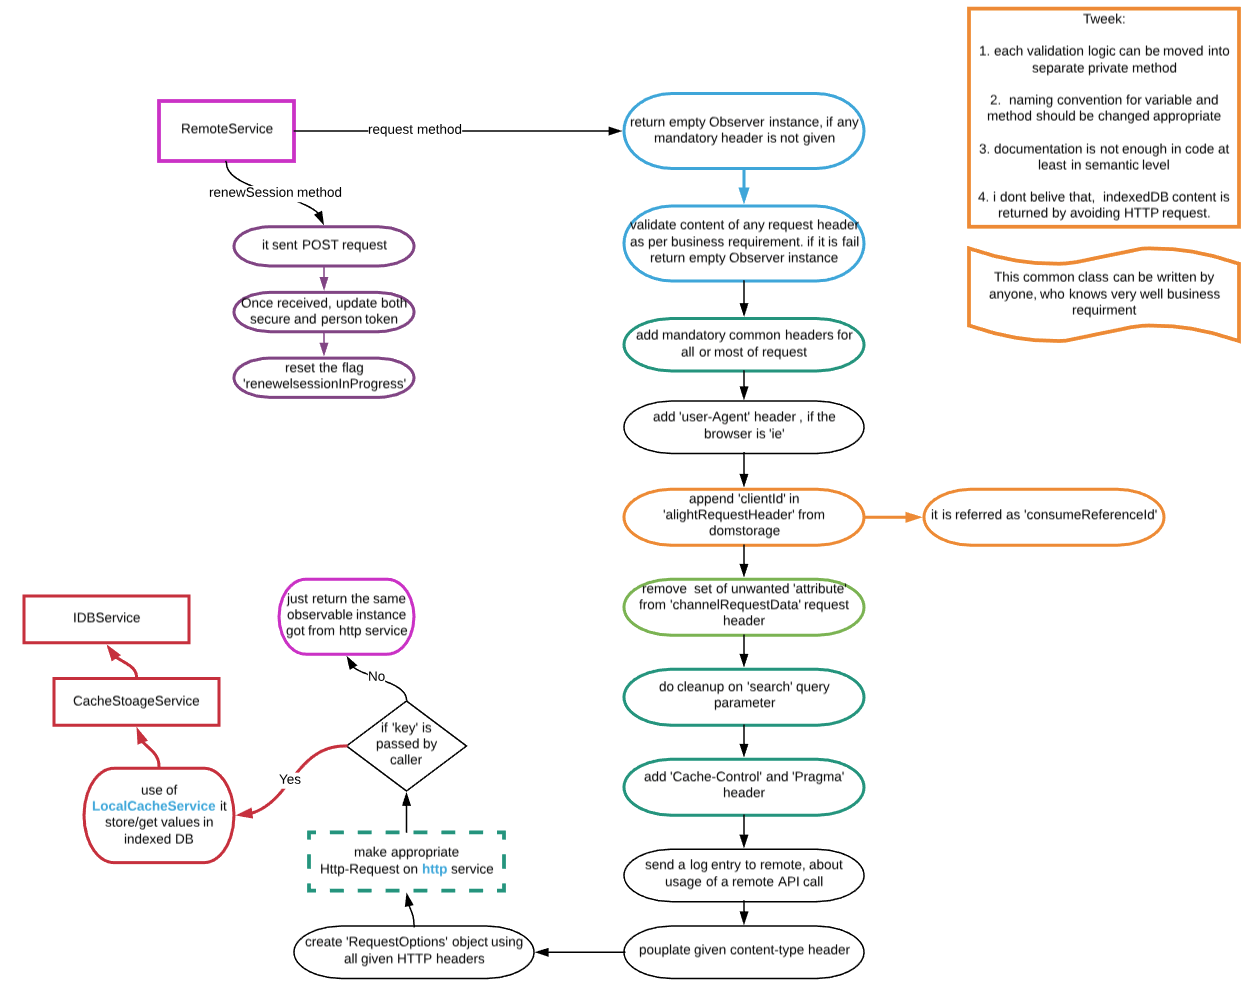 RemoteService
request method
renewSession method
it sent POST request
Once received, update both
secure and person token
reset the flag
'renewelsessionInProgress'
return empty Observer instance, if any
mandatory header is not given
validate content of any request header
as per business requirement. if it is fail
return empty Observer instance
add mandatory common headers for
all or most of request
add 'user-Agent' header , if the
browser is 'ie'
append 'clientId' in
'alightRequestHeader' from
domstorage
it is referred as 'consumeReferenceId'
remove set of unwanted 'attribute'
from 'channelRequestData' request
header
do cleanup on 'search' query
parameter
add 'Cache-Control' and 'Pragma'
header
send a log entry to remote, about
usage of a remote API call
pouplate given content-type header
create 'RequestOptions' object using
all given HTTP headers
make appropriate
Http-Request on http service
if 'key' is
passed by
caller
No
just return the same
observable instance
got from http service
Yes
use of
LocalCacheService it
store/get values in
indexed DB
CacheStoageService
IDBService
Tweek:
1. each validation logic can be moved into
separate private method
2. naming convention for variable and
method should be changed appropriate
3. documentation is not enough in code at
least in semantic level
4. i dont belive that, indexedDB content is
returned by avoiding HTTP request.
This common class can be written by
anyone, who knows very well business
requirment